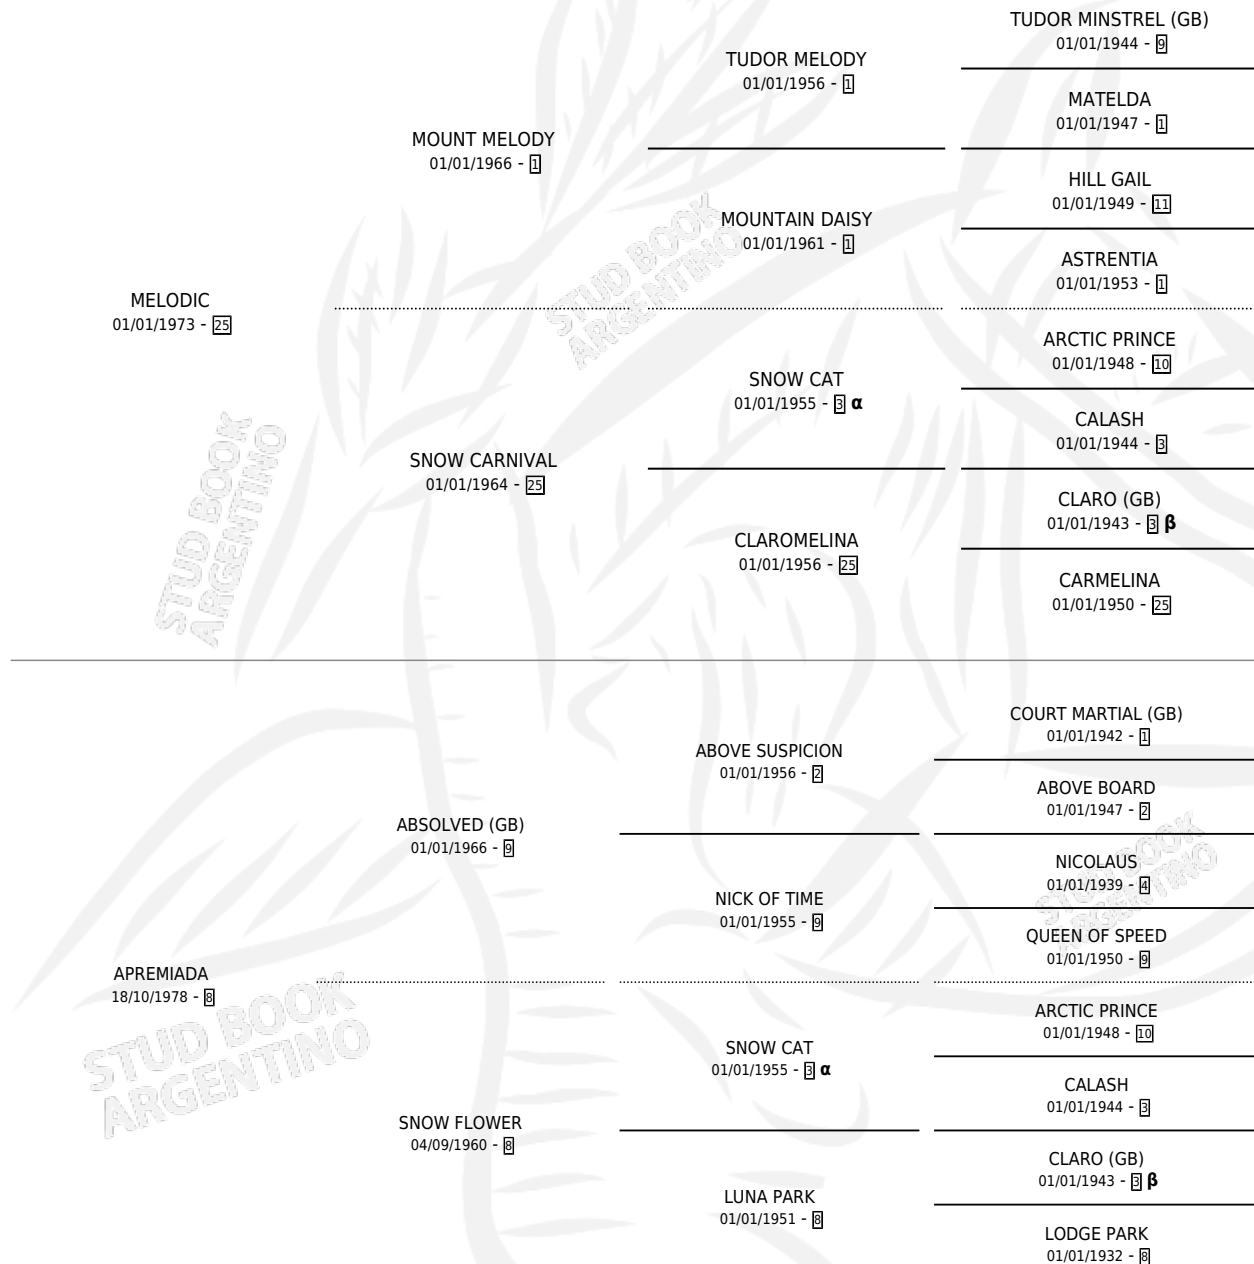 TUDOR MINSTREL (GB)
01/01/1944 - 9
TUDOR MELODY
01/01/1956 - 1
MATELDA
01/01/1947 - 1
MOUNT MELODY
01/01/1966 - 1
HILL GAIL
01/01/1949 - 11
MOUNTAIN DAISY
01/01/1961 - 1
ASTRENTIA
01/01/1953 - 1
MELODIC
01/01/1973 - 25
ARCTIC PRINCE
01/01/1948 - 10
SNOW CAT
01/01/1955 - 3 α
CALASH
01/01/1944 - 3
SNOW CARNIVAL
01/01/1964 - 25
CLARO (GB)
01/01/1943 - 3 β
CLAROMELINA
01/01/1956 - 25
CARMELINA
01/01/1950 - 25
COURT MARTIAL (GB)
01/01/1942 - 1
ABOVE SUSPICION
01/01/1956 - 2
ABOVE BOARD
01/01/1947 - 2
ABSOLVED (GB)
01/01/1966 - 9
NICOLAUS
01/01/1939 - 4
NICK OF TIME
01/01/1955 - 9
QUEEN OF SPEED
01/01/1950 - 9
APREMIADA
18/10/1978 - 8
ARCTIC PRINCE
01/01/1948 - 10
SNOW CAT
01/01/1955 - 3 α
CALASH
01/01/1944 - 3
SNOW FLOWER
04/09/1960 - 8
CLARO (GB)
01/01/1943 - 3 β
LUNA PARK
01/01/1951 - 8
LODGE PARK
01/01/1932 - 8
STUD BOOK
ARGENTINO
STUD BOOK
ARGENTINO
STUD BOOK
ARGENTINO
STUD BOOK
ARGENTINO